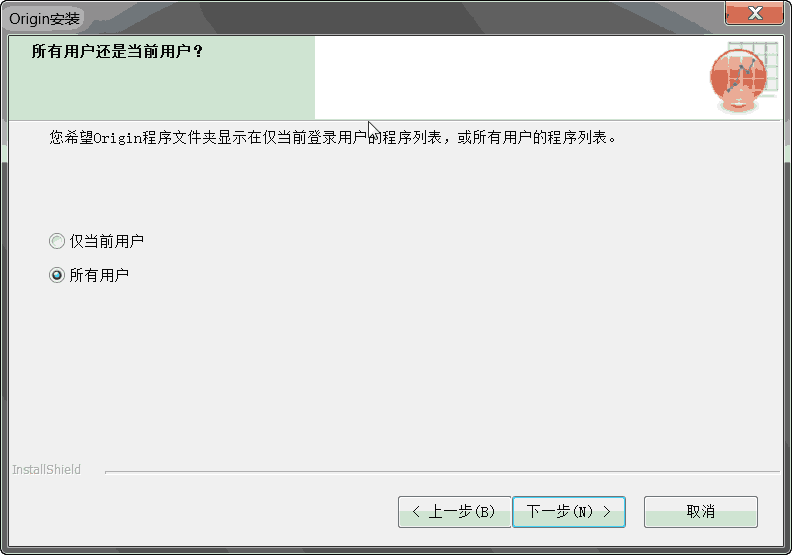 Origin安装
所有用户还是当前用户？
您希望Origin程序文件夹显示在仅当前登录用户的程序列表，或所有用户的程序列表。
仅当前用户
所有用户
InstallShield
< 上一步(B)
下一步(N) >
取消